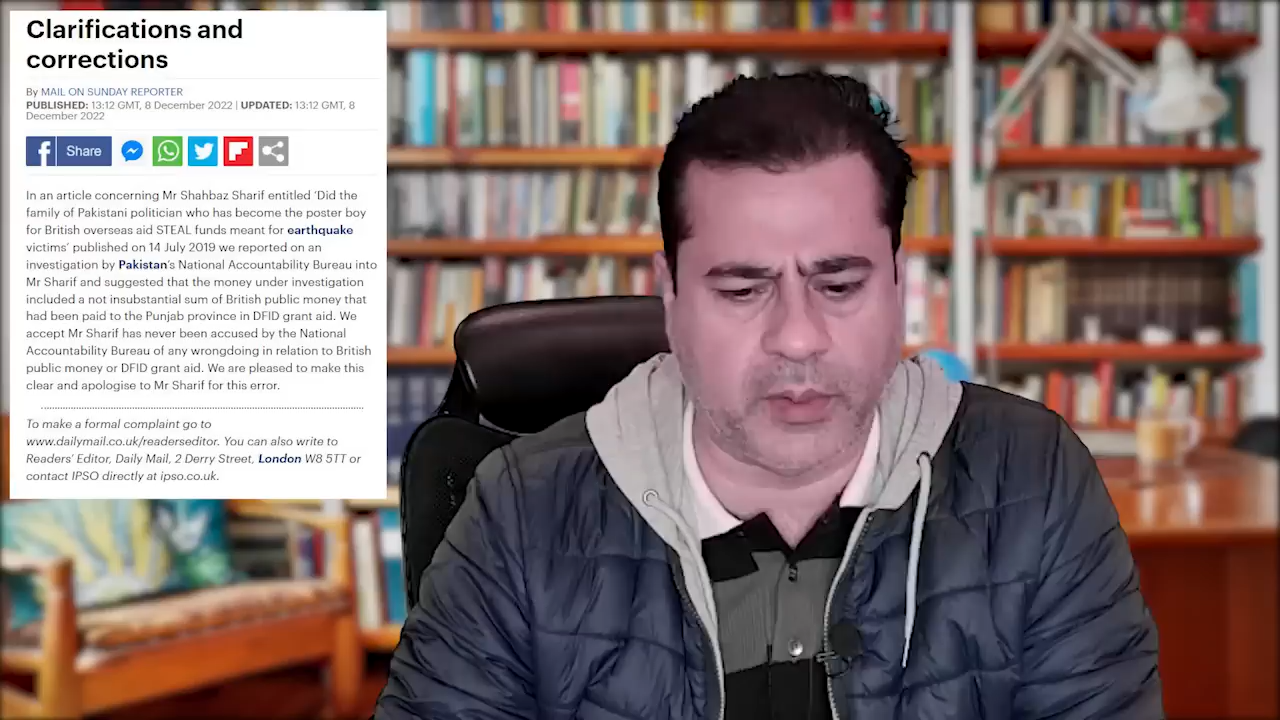 Clarifications and
corrections
By MAIL ON SUNDAY REPORTER
PUBLISHED: 13:12 GMT, 8 December 2022 | UPDATED: 13:12 GMT, 8
December 2022
Share
In an article concerning Mr Shahbaz Sharif entitled 'Did the
family of Pakistani politician who has become the poster boy
for British overseas aid STEAL funds meant for earthquake
victims' published on 14 July 2019 we reported on an
investigation by Pakistan's National Accountability Bureau into
Mr Sharif and suggested that the money under investigation
included a not insubstantial sum of British public money that
had been paid to the Punjab province in DFID grant aid. We
accept Mr Sharif has never been accused by the National
Accountability Bureau of any wrongdoing in relation to British
public money or DFID grant aid. We are pleased to make this
clear and apologise to Mr Sharif for this error.
To make a formal complaint go to
www.dailymail.co.uk/readerseditor. You can also write to
Readers' Editor, Daily Mail, 2 Derry Street, London W8 5TT or
contact IPSO directly at ipso.co.uk.